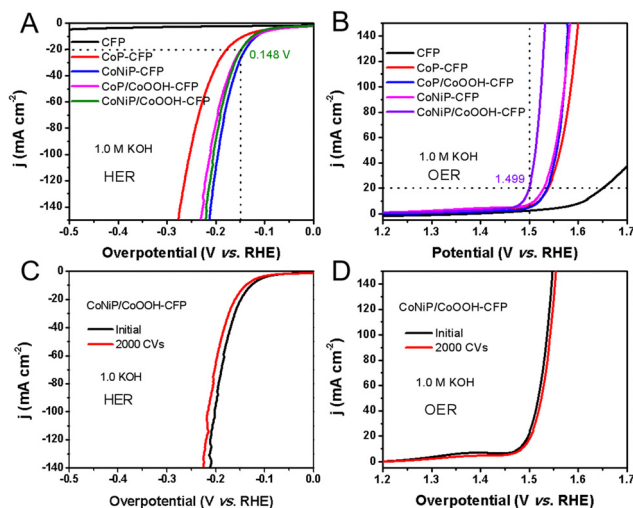 A
0
-20
-40
-60
-80
-100
-120
-140
j (mA cm-2)
CFP
CoP-CFP
CoNiP-CFP
CoP/CoOOH-CFP
CoNiP/CoOOH-CFP
0.148 V
1.0 M KOH
HER
-0.5 -0.4 -0.3 -0.2 -0.1 0.0
Overpotential (V vs. RHE)
B
140
120
100
80
60
40
20
0
j (mA cm-2)
CFP
CoP-CFP
CoP/CoOOH-CFP
CoNiP-CFP
CoNiP/CoOOH-CFP
1.0 M KOH
OER
1.499
1.2 1.3 1.4 1.5 1.6 1.7
Potential (V vs. RHE)
C
0
-20
-40
-60
-80
-100
-120
-140
j (mA cm-2)
CoNiP/CoOOH-CFP
Initial
2000 CVs
1.0 KOH
HER
-0.5 -0.4 -0.3 -0.2 -0.1 0.0
Overpotential (V vs. RHE)
D
140
120
100
80
60
40
20
0
j (mA cm-2)
CoNiP/CoOOH-CFP
Initial
2000 CVs
1.0 M KOH
OER
1.2 1.3 1.4 1.5 1.6 1.7
Overpotential (V vs. RHE)